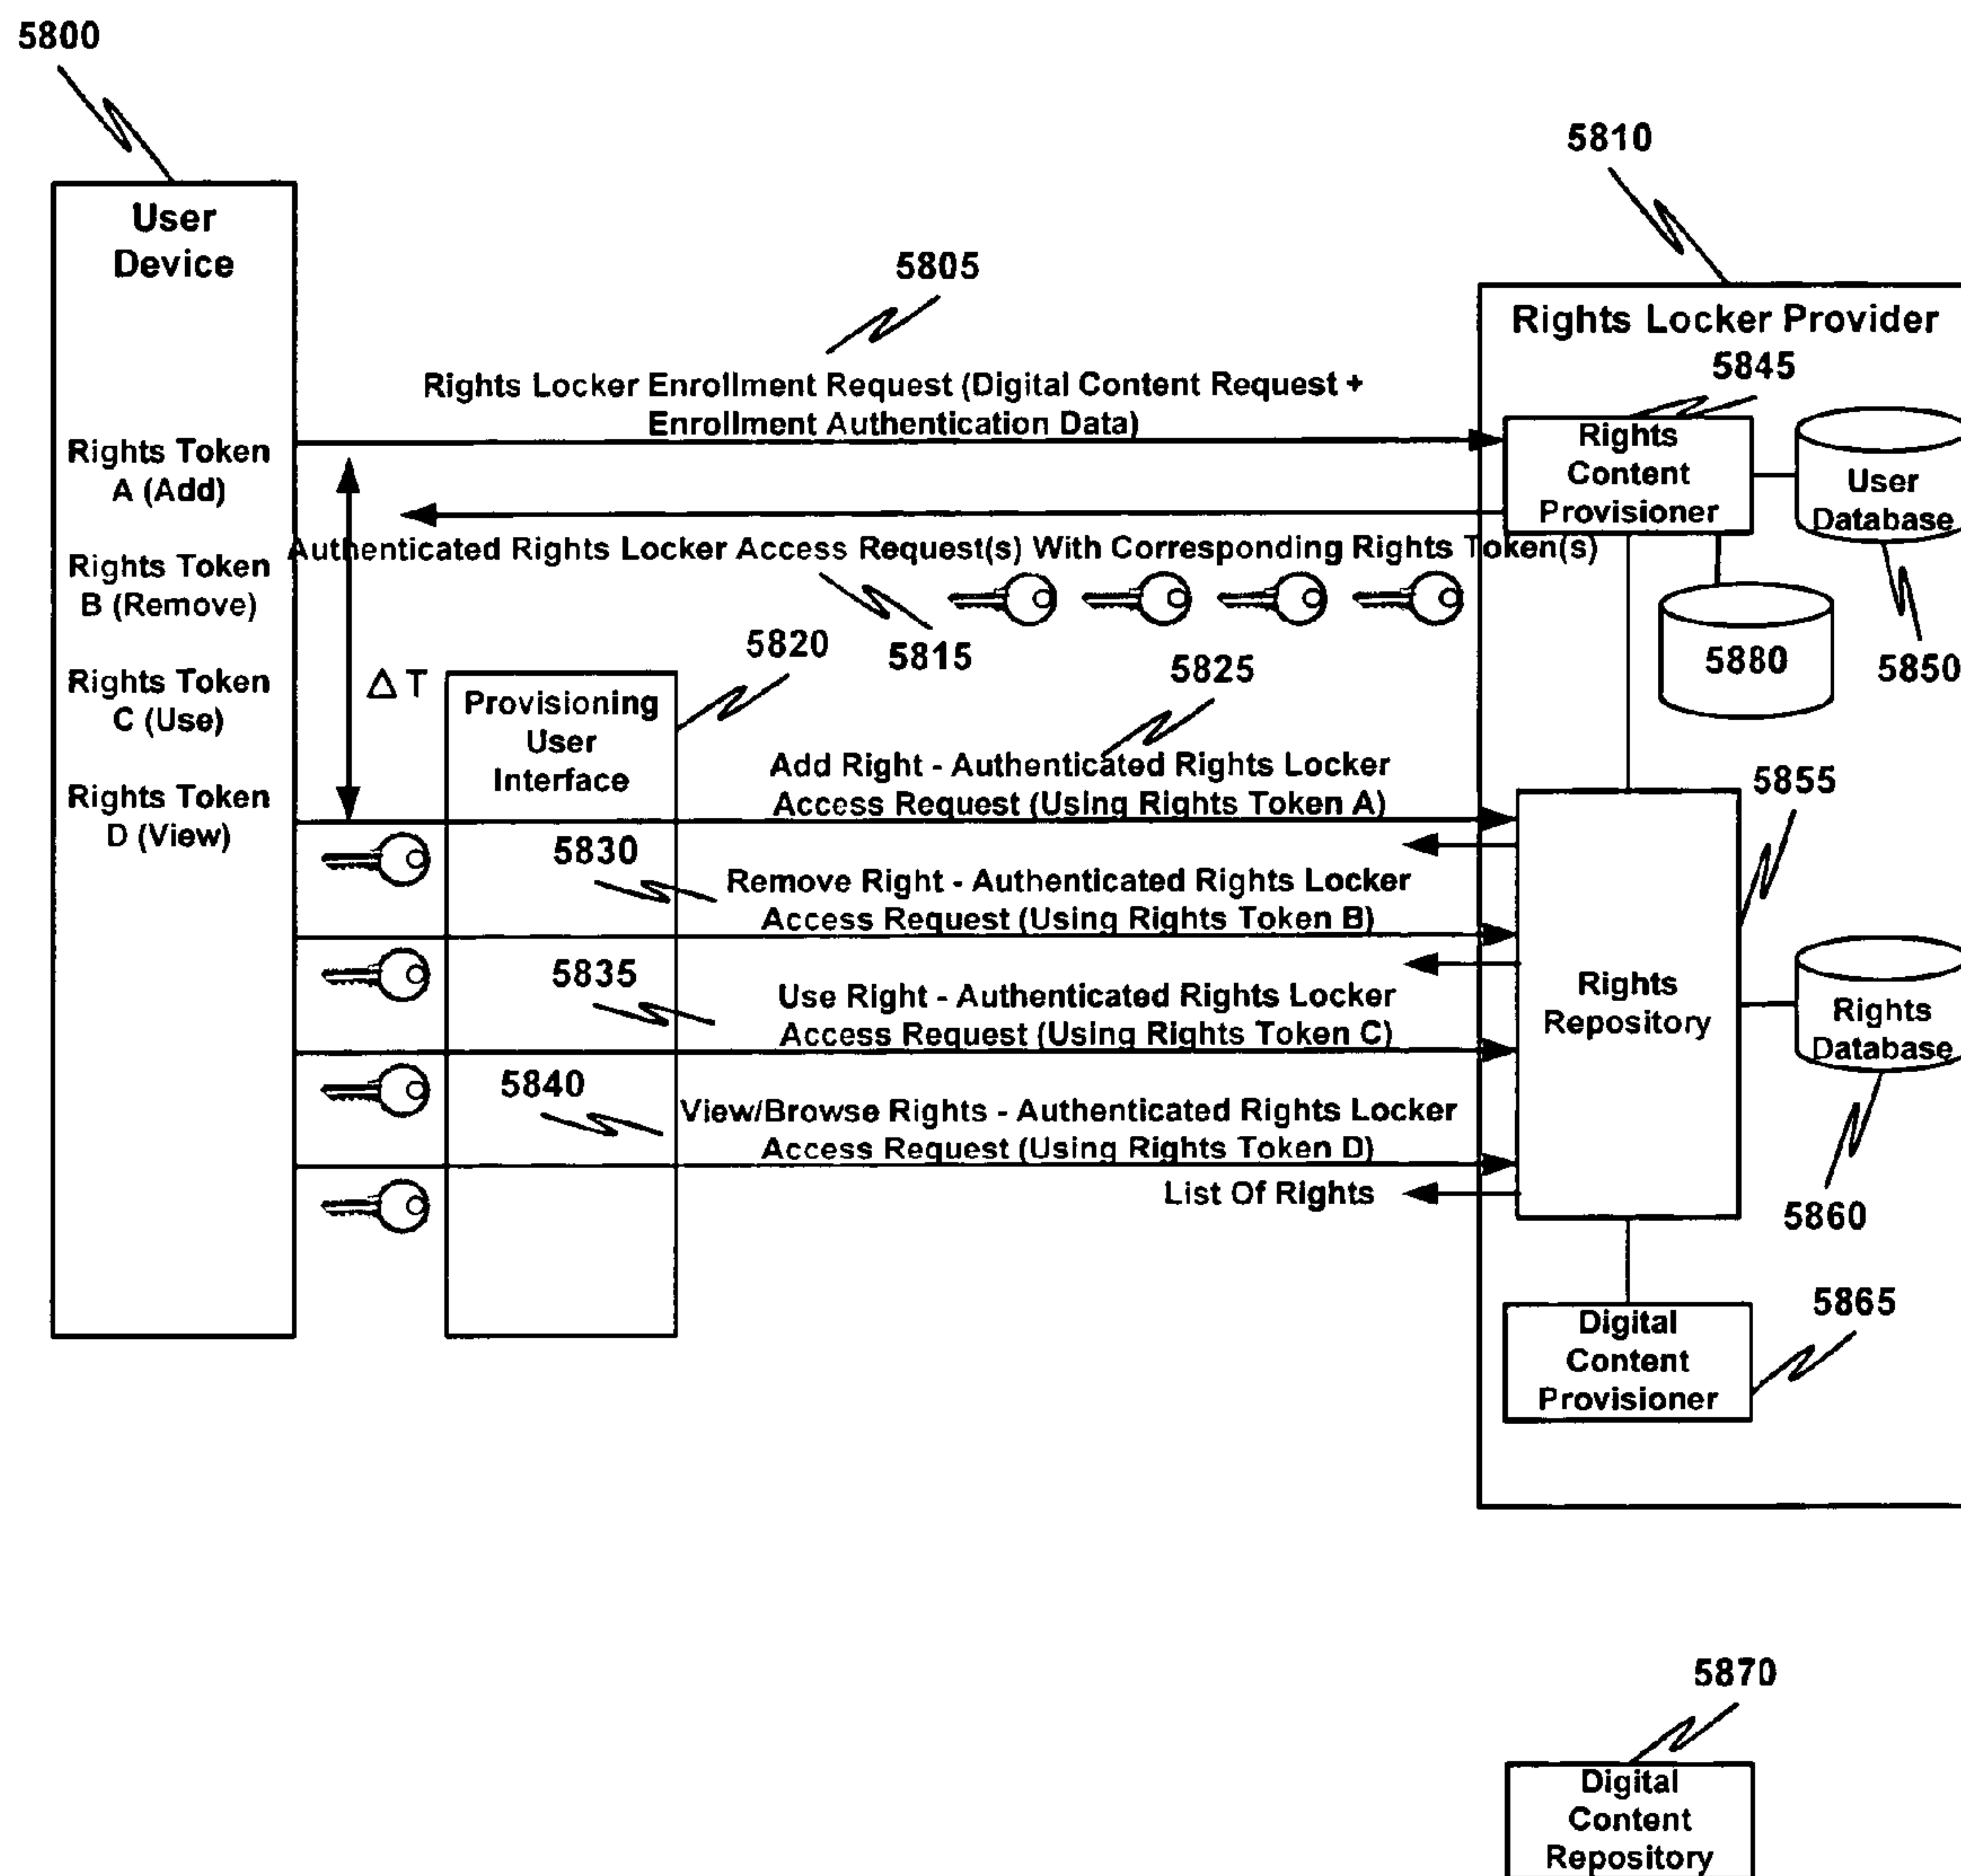 5800
5810
User
Device
5805
Rights Locker Provider
5845
Rights Locker Enrollment Request (Digital Content Request +
Enrollment Authentication Data)
Rights
Content
Provisioner
User
Database
Rights Token
A (Add)
Authenticated Rights Locker Access Request(s) With Corresponding Rights Token(s)
Rights Token
B (Remove)
5815
5820
5825
5880
5850
Rights Token
C (Use)
Δ T
Provisioning
User
Interface
Rights Token
D (View)
Add Right - Authenticated Rights Locker
Access Request (Using Rights Token A)
5855
5830
Remove Right - Authenticated Rights Locker
Access Request (Using Rights Token B)
5835
Use Right - Authenticated Rights Locker
Access Request (Using Rights Token C)
Rights
Repository
Rights
Database
5840
View/Browse Rights - Authenticated Rights Locker
Access Request (Using Rights Token D)
List Of Rights
5860
5865
Digital
Content
Provisioner
5870
Digital
Content
Repository